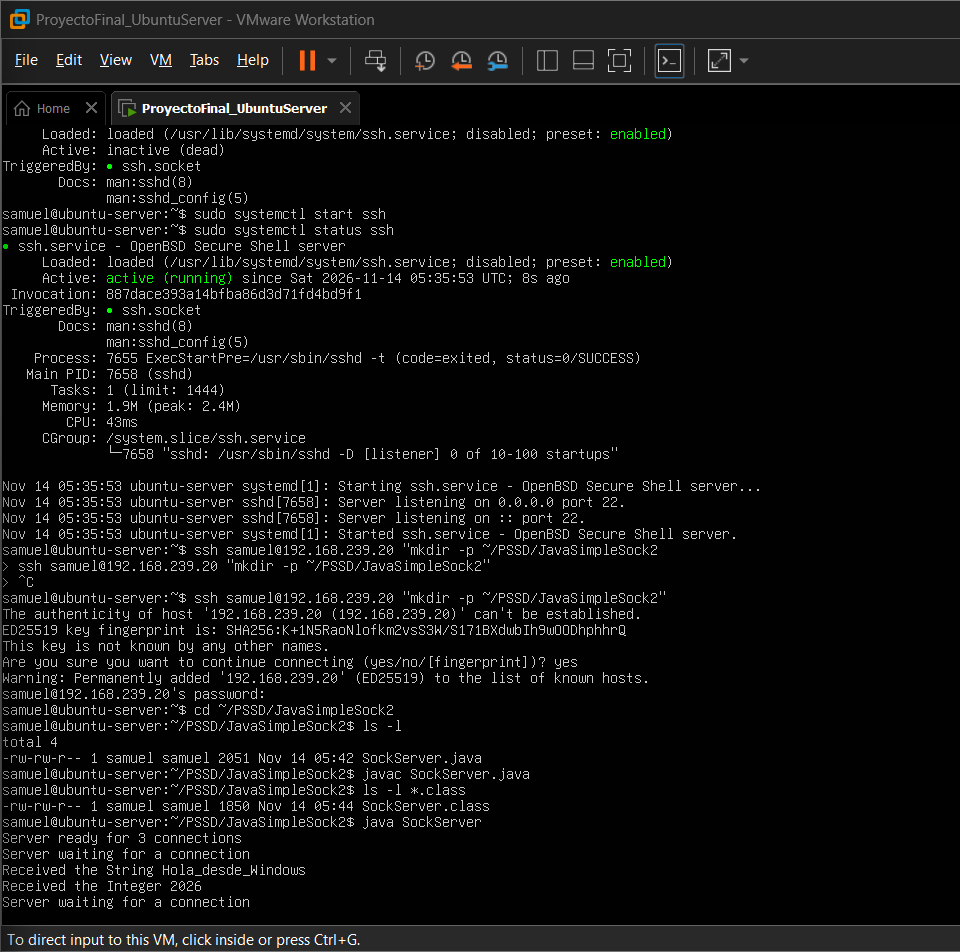 ProyectoFinal_UbuntuServer - VMware Workstation
File Edit View VM Tabs Help
Home ProyectoFinal_UbuntuServer
Loaded: loaded (/usr/lib/systemd/system/ssh.service; disabled; preset: enabled)
Active: inactive (dead)
TriggeredBy: ● ssh.socket
Docs: man:sshd(8)
man:sshd_config(5)
samuel@ubuntu-server:~$ sudo systemctl start ssh
samuel@ubuntu-server:~$ sudo systemctl status ssh
● ssh.service - OpenBSD Secure Shell server
Loaded: loaded (/usr/lib/systemd/system/ssh.service; disabled; preset: enabled)
Active: active (running) since Sat 2026-11-14 05:35:53 UTC; 8s ago
Invocation: 887dace393a14bfba86d3d71fd4bd9f1
TriggeredBy: ● ssh.socket
Docs: man:sshd(8)
man:sshd_config(5)
Process: 7655 ExecStartPre=/usr/sbin/sshd -t (code=exited, status=0/SUCCESS)
Main PID: 7658 (sshd)
Tasks: 1 (limit: 1444)
Memory: 1.9M (peak: 2.4M)
CPU: 43ms
CGroup: /system.slice/ssh.service
└─7658 "sshd: /usr/sbin/sshd -D [listener] 0 of 10-100 startups"
Nov 14 05:35:53 ubuntu-server systemd[1]: Starting ssh.service - OpenBSD Secure Shell server...
Nov 14 05:35:53 ubuntu-server sshd[7658]: Server listening on 0.0.0.0 port 22.
Nov 14 05:35:53 ubuntu-server sshd[7658]: Server listening on :: port 22.
Nov 14 05:35:53 ubuntu-server systemd[1]: Started ssh.service - OpenBSD Secure Shell server.
samuel@ubuntu-server:~$ ssh samuel@192.168.239.20 "mkdir -p ~/PSSD/JavaSimpleSock2
> ssh samuel@192.168.239.20 "mkdir -p ~/PSSD/JavaSimpleSock2"
> ^C
samuel@ubuntu-server:~$ ssh samuel@192.168.239.20 "mkdir -p ~/PSSD/JavaSimpleSock2"
The authenticity of host '192.168.239.20 (192.168.239.20)' can't be established.
ED25519 key fingerprint is: SHA256:K+1N5RaoNlofkm2vsS3W/S171BXdwbIh9wOODhphhrQ
This key is not known by any other names.
Are you sure you want to continue connecting (yes/no/[fingerprint])? yes
Warning: Permanently added '192.168.239.20' (ED25519) to the list of known hosts.
samuel@192.168.239.20's password:
samuel@ubuntu-server:~$ cd ~/PSSD/JavaSimpleSock2
samuel@ubuntu-server:~/PSSD/JavaSimpleSock2$ ls -l
total 4
-rw-rw-r-- 1 samuel samuel 2051 Nov 14 05:42 SockServer.java
samuel@ubuntu-server:~/PSSD/JavaSimpleSock2$ javac SockServer.java
samuel@ubuntu-server:~/PSSD/JavaSimpleSock2$ ls -l *.class
-rw-rw-r-- 1 samuel samuel 1850 Nov 14 05:44 SockServer.class
samuel@ubuntu-server:~/PSSD/JavaSimpleSock2$ java SockServer
Server ready for 3 connections
Server waiting for a connection
Received the String Hola_desde_Windows
Received the Integer 2026
Server waiting for a connection
To direct input to this VM, click inside or press Ctrl+G.